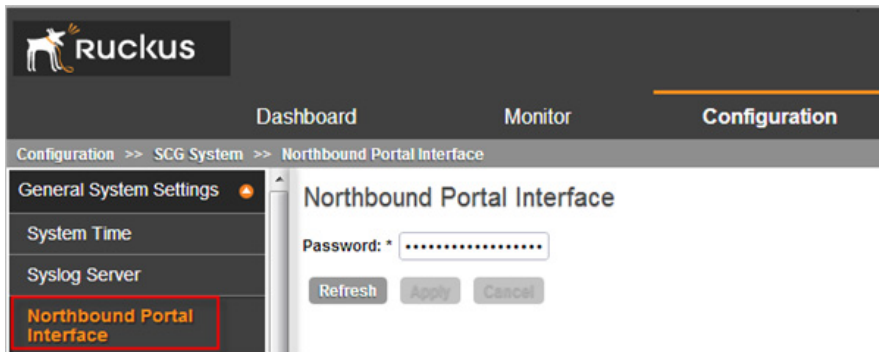 Ruckus
Dashboard Monitor Configuration
Configuration >> SCG System >> Northbound Portal Interface
General System Settings
System Time
Syslog Server
Northbound Portal
Interface
Northbound Portal Interface
Password: * ••••••••••••••••••
Refresh Apply Cancel